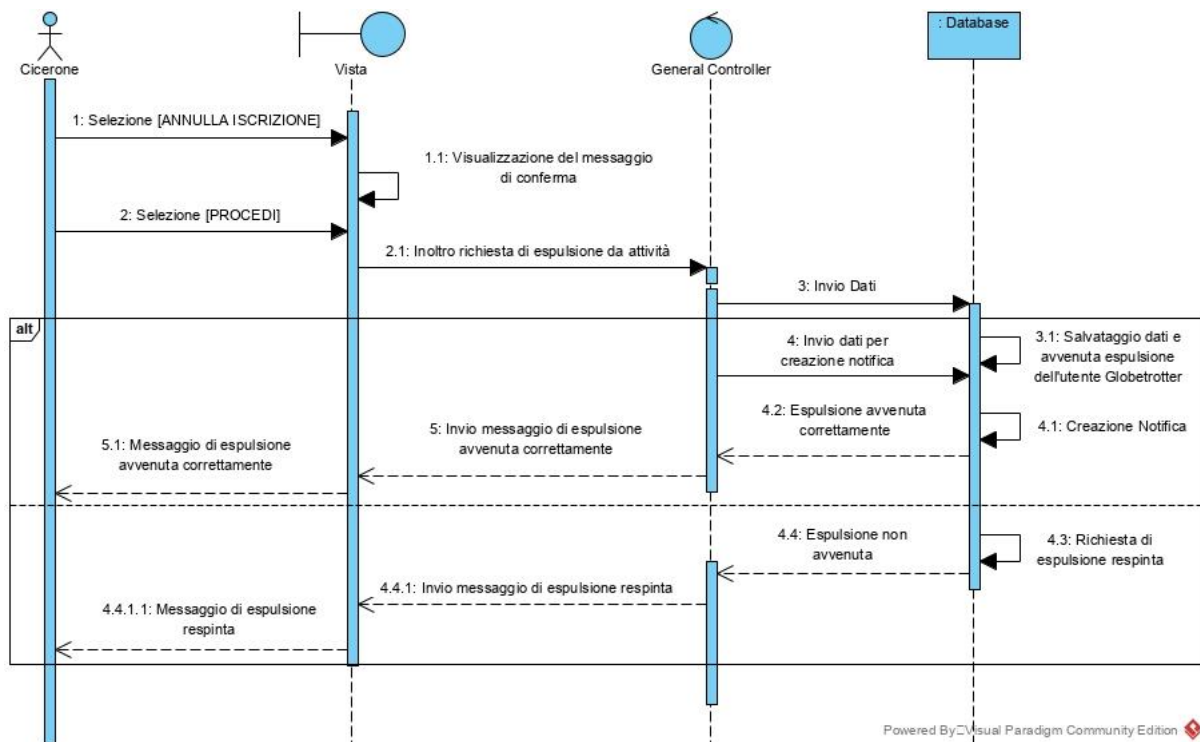 Cicerone
Vista
General Controller
: Database
1: Selezione [ANNULLA ISCRIZIONE]
1.1: Visualizzazione del messaggio
di conferma
2: Selezione [PROCEDI]
2.1: Inoltro richiesta di espulsione da attività
3: Invio Dati
alt
3.1: Salvataggio dati e
avvenuta espulsione
dell'utente Globetrotter
4: Invio dati per
creazione notifica
4.1: Creazione Notifica
4.2: Espulsione avvenuta
correttamente
5: Invio messaggio di espulsione
avvenuta correttamente
5.1: Messaggio di espulsione
avvenuta correttamente
4.3: Richiesta di
espulsione respinta
4.4: Espulsione non
avvenuta
4.4.1: Invio messaggio di espulsione respinta
4.4.1.1: Messaggio di espulsione
respinta
Powered By Visual Paradigm Community Edition